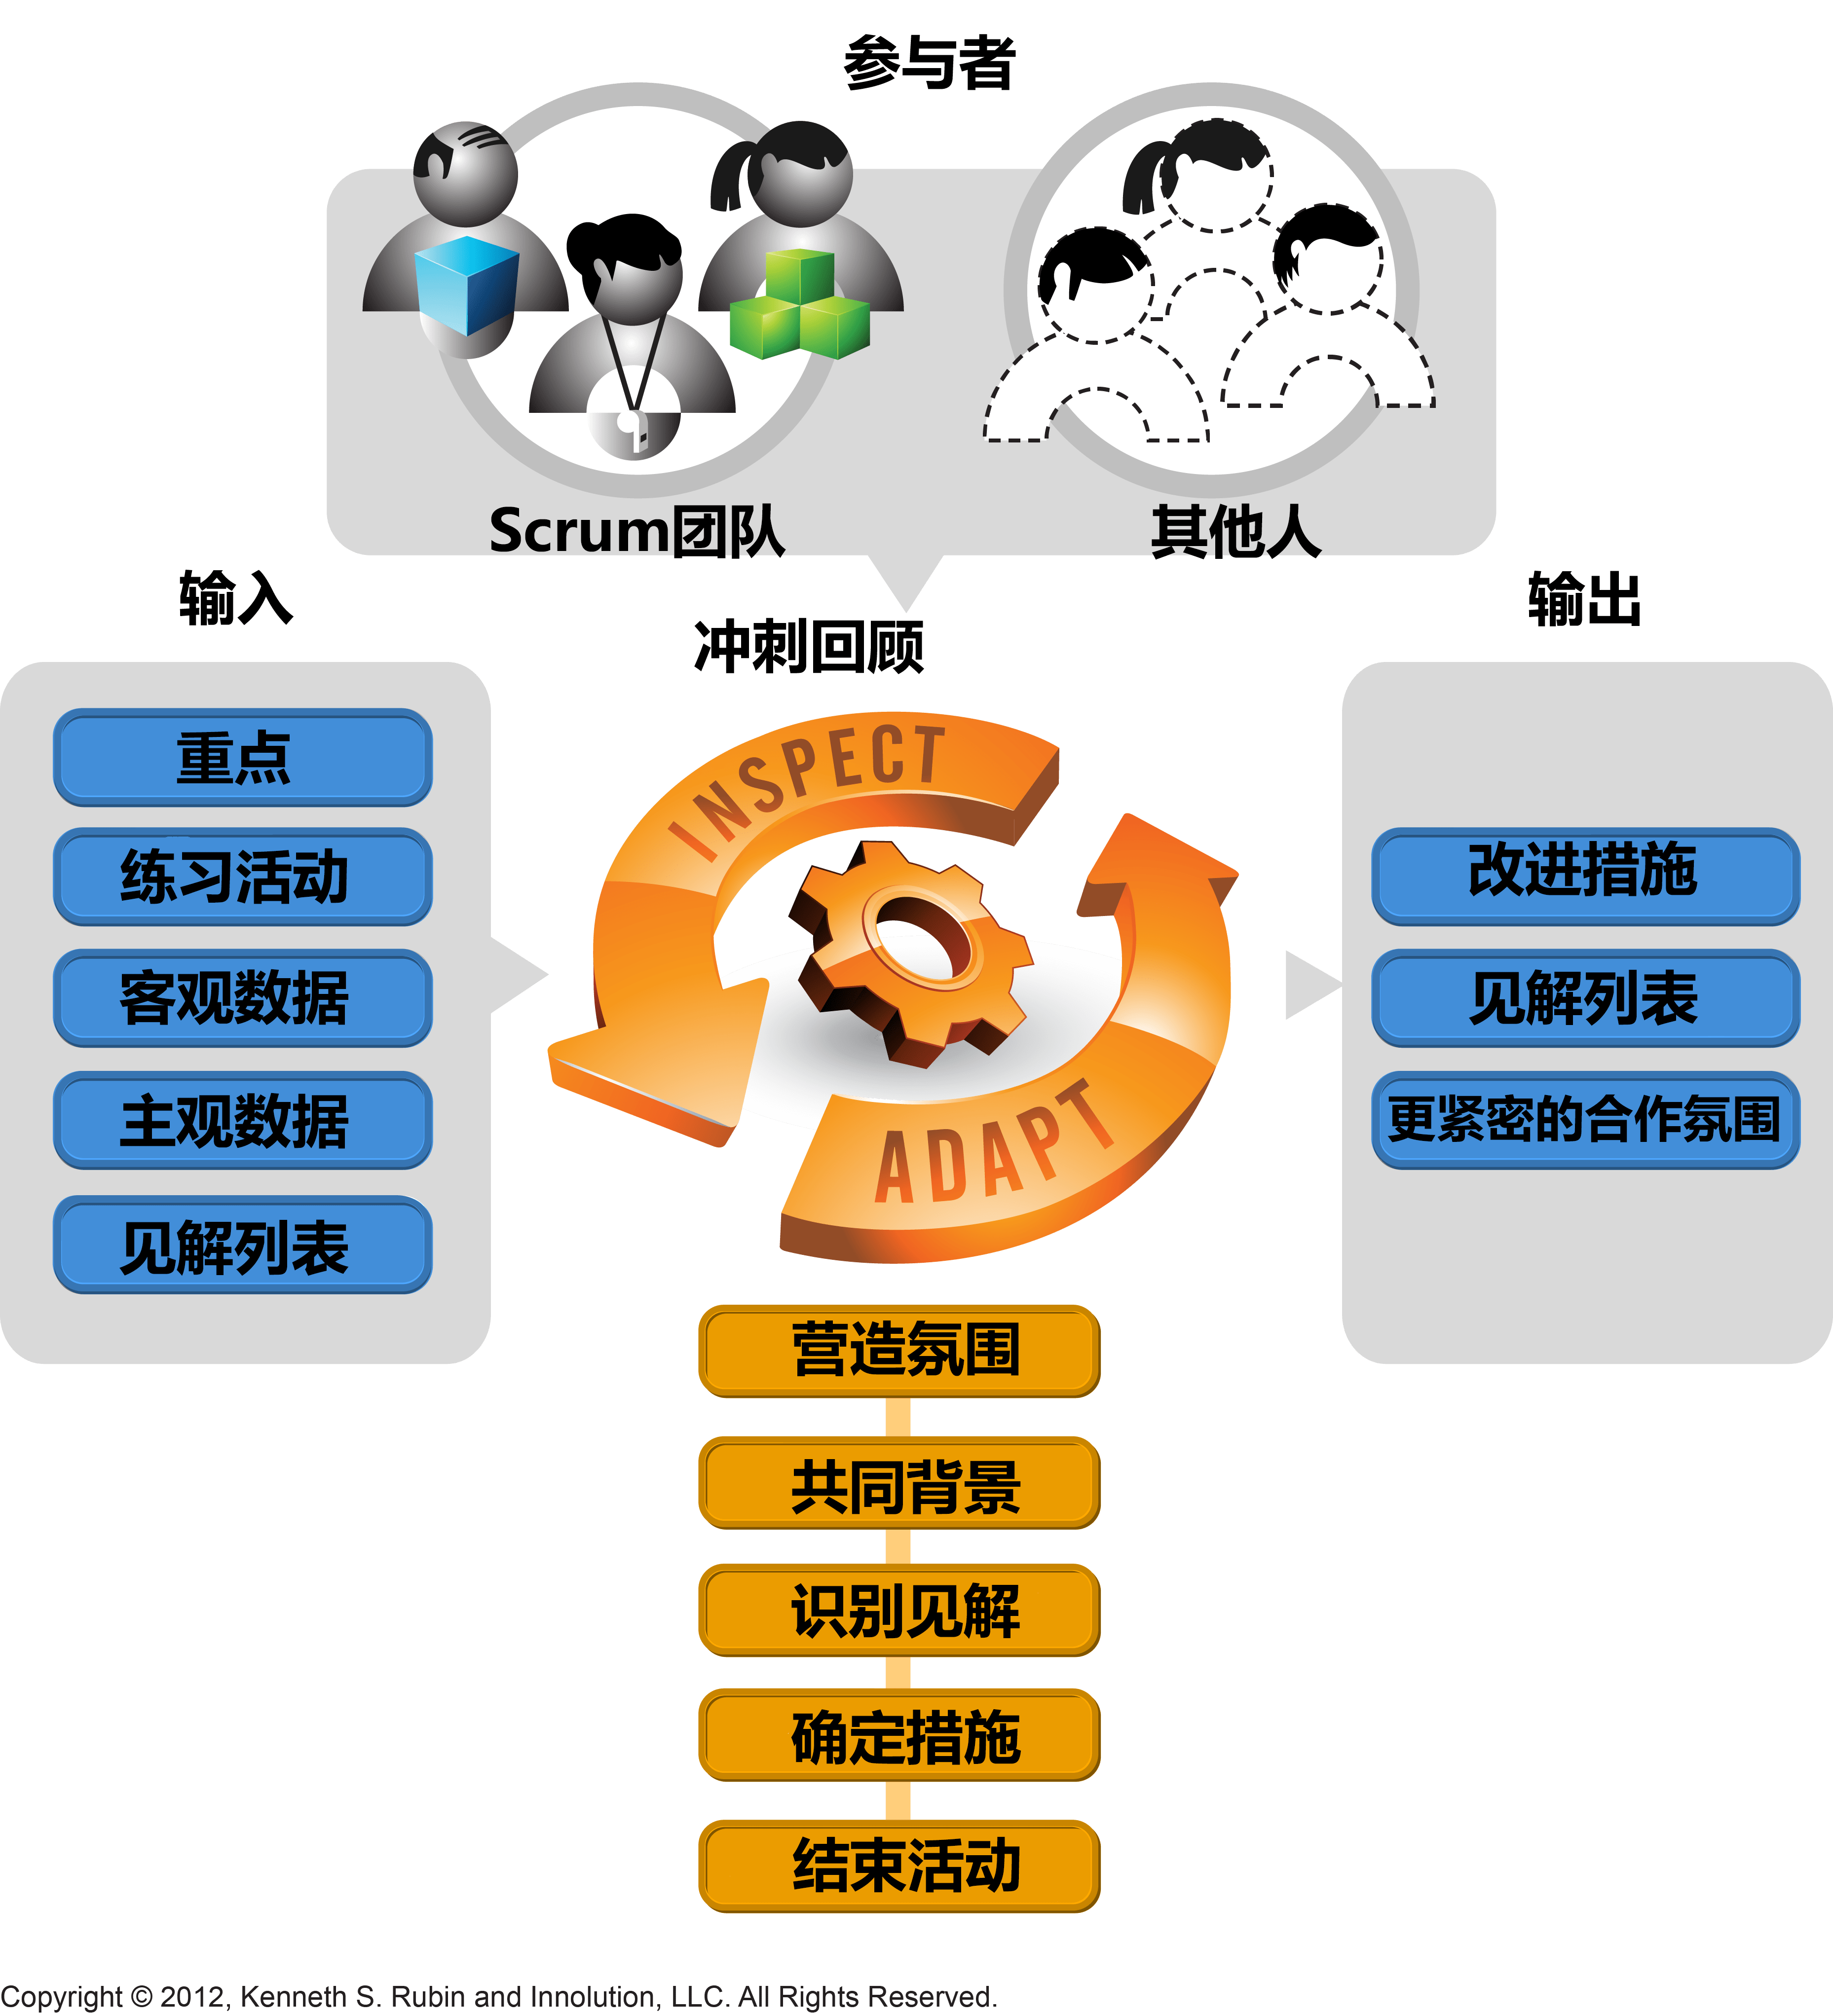 参与者
Scrum团队
其他人
输入
冲刺回顾
输出
重点
练习活动
客观数据
主观数据
见解列表
INSPECT
ADAPT
改进措施
见解列表
更紧密的合作氛围
营造氛围
共同背景
识别见解
确定措施
结束活动
Copyright © 2012, Kenneth S. Rubin and Innolution, LLC. All Rights Reserved.